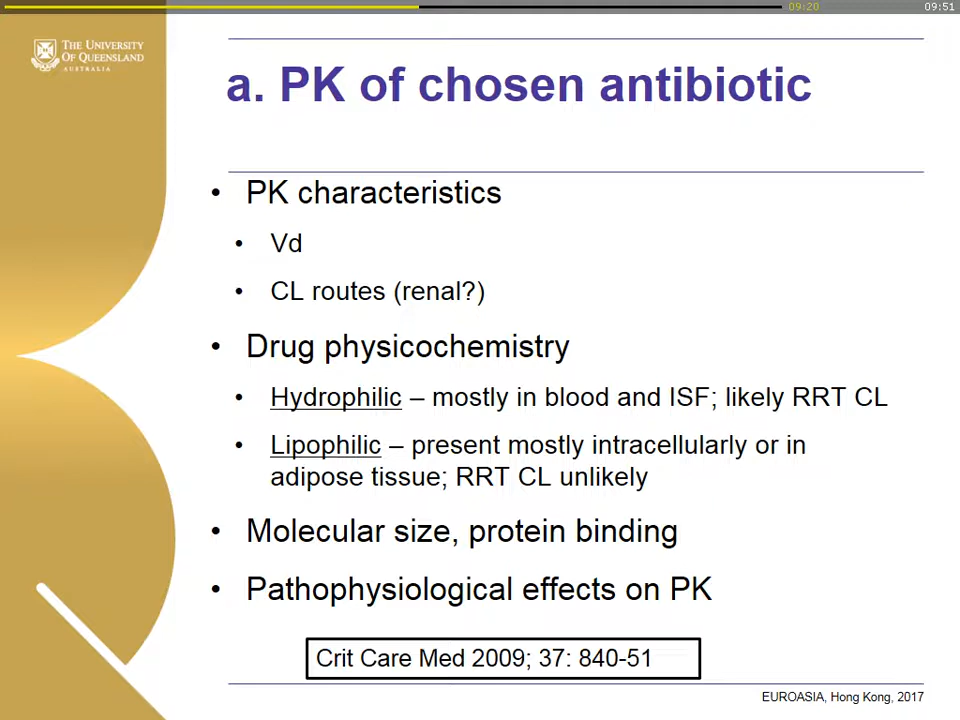 09:20
09:51
THE UNIVERSITY
OF QUEENSLAND
AUSTRALIA
a. PK of chosen antibiotic
• PK characteristics
• Vd
• CL routes (renal?)
• Drug physicochemistry
• Hydrophilic – mostly in blood and ISF; likely RRT CL
• Lipophilic – present mostly intracellularly or in
adipose tissue; RRT CL unlikely
• Molecular size, protein binding
• Pathophysiological effects on PK
Crit Care Med 2009; 37: 840-51
EUROASIA, Hong Kong, 2017